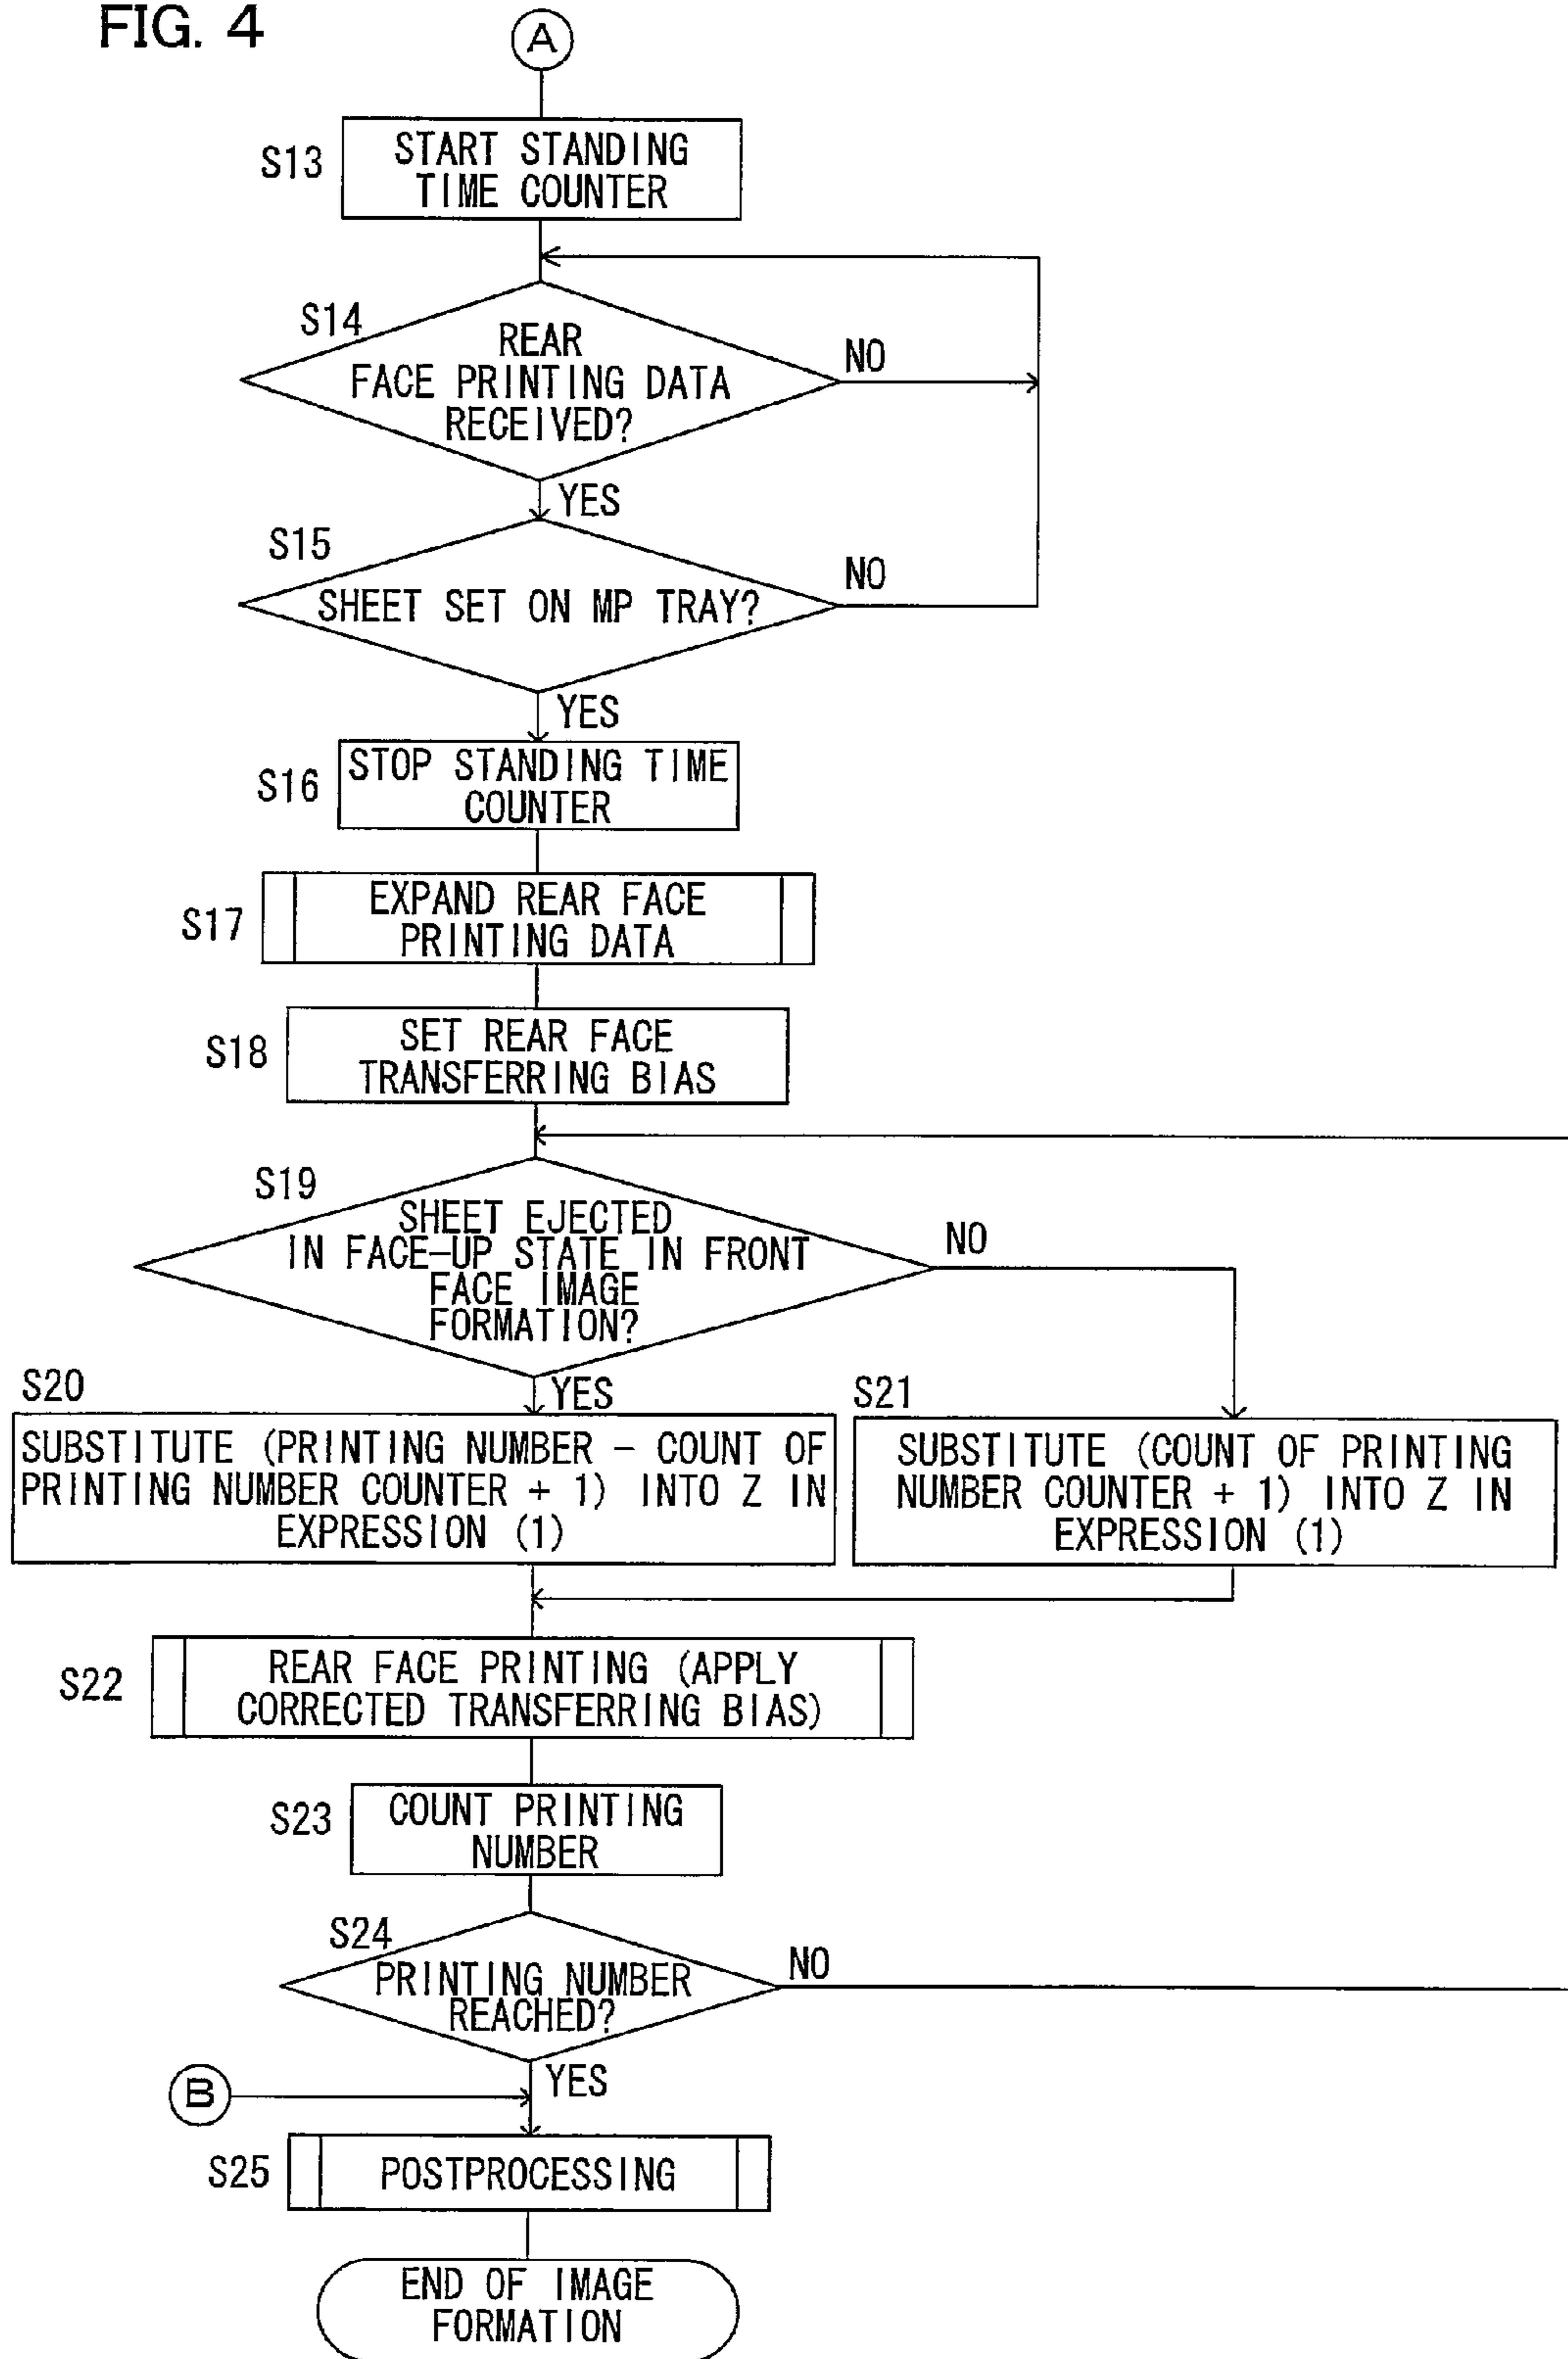 FIG. 4
A
S13
START STANDING
TIME COUNTER
S14
REAR
FACE PRINTING DATA
RECEIVED?
NO
YES
S15
SHEET SET ON MP TRAY?
NO
YES
S16
STOP STANDING TIME
COUNTER
S17
EXPAND REAR FACE
PRINTING DATA
S18
SET REAR FACE
TRANSFERRING BIAS
S19
SHEET EJECTED
IN FACE-UP STATE IN FRONT
FACE IMAGE
FORMATION?
NO
YES
S20
SUBSTITUTE (PRINTING NUMBER - COUNT OF
PRINTING NUMBER COUNTER + 1) INTO Z IN
EXPRESSION (1)
S21
SUBSTITUTE (COUNT OF PRINTING
NUMBER COUNTER + 1) INTO Z IN
EXPRESSION (1)
S22
REAR FACE PRINTING (APPLY
CORRECTED TRANSFERRING BIAS)
S23
COUNT PRINTING
NUMBER
S24
PRINTING NUMBER
REACHED?
NO
YES
B
S25
POSTPROCESSING
END OF IMAGE
FORMATION